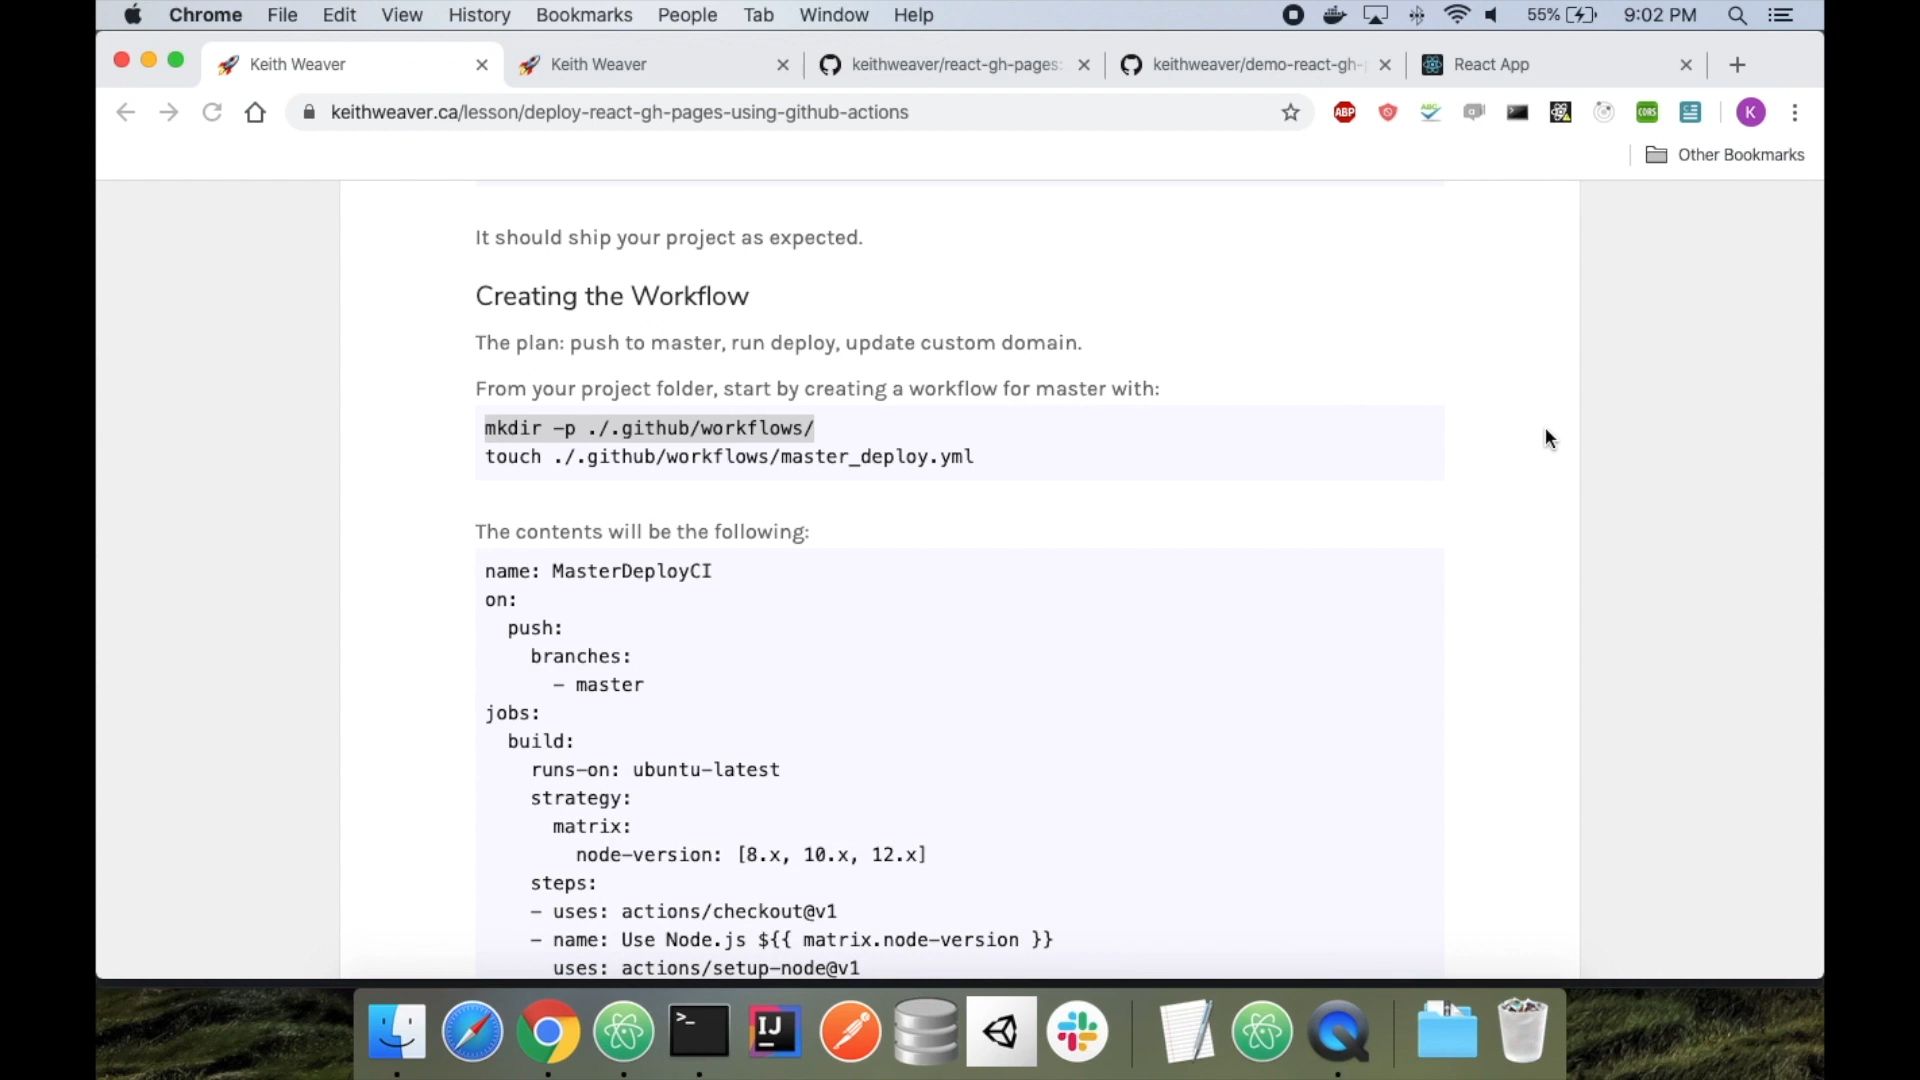 Chrome File Edit View History Bookmarks People Tab Window Help 55% 9:02 PM
Keith Weaver Keith Weaver keithweaver/react-gh-pages: keithweaver/demo-react-gh- React App
keithweaver.ca/lesson/deploy-react-gh-pages-using-github-actions ABP ABC CORS K
Other Bookmarks
It should ship your project as expected.
Creating the Workflow
The plan: push to master, run deploy, update custom domain.
From your project folder, start by creating a workflow for master with:
mkdir -p ./.github/workflows/
touch ./.github/workflows/master_deploy.yml
The contents will be the following:
name: MasterDeployCI
on:
push:
branches:
- master
jobs:
build:
runs-on: ubuntu-latest
strategy:
matrix:
node-version: [8.x, 10.x, 12.x]
steps:
- uses: actions/checkout@v1
- name: Use Node.js ${{ matrix.node-version }}
uses: actions/setup-node@v1
>_ IJ